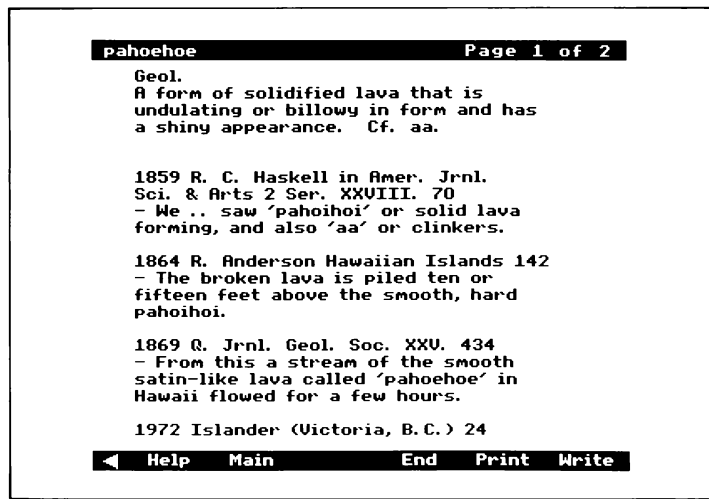 pahoehoe Page 1 of 2
Geol.
A form of solidified lava that is
undulating or billowy in form and has
a shiny appearance. Cf. aa.
1859 R. C. Haskell in Amer. Jrnl.
Sci. & Arts 2 Ser. XXVIII. 70
- We .. saw 'pahoihoi' or solid lava
forming, and also 'aa' or clinkers.
1864 R. Anderson Hawaiian Islands 142
- The broken lava is piled ten or
fifteen feet above the smooth, hard
pahoihoi.
1869 Q. Jrnl. Geol. Soc. XXV. 434
- From this a stream of the smooth
satin-like lava called 'pahoehoe' in
Hawaii flowed for a few hours.
1972 Islander (Victoria, B.C.) 24
◄ Help Main End Print Write